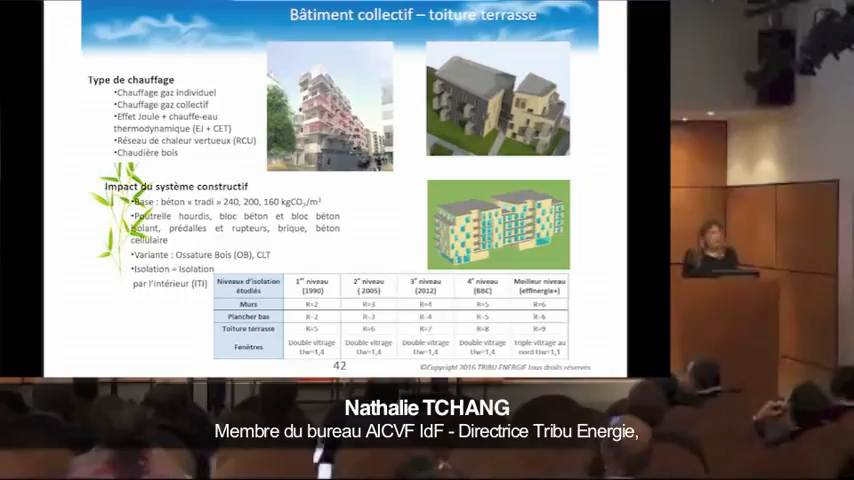 Bâtiment collectif – toiture terrasse
Type de chauffage
•Chauffage gaz individuel
•Chauffage gaz collectif
•Effet Joule + chauffe-eau
thermodynamique (EJ + CET)
•Réseau de chaleur vertueux (RCU)
•Chaudière bois
Impact du système constructif
•Base : béton « tradi » 240, 200, 160 kgCO₂/m²
•Poutrelle hourdis, bloc béton et bloc béton
isolant, prédalles et rupteurs, brique, béton
cellulaire
•Variante : Ossature Bois (OB), CLT
•Isolation = Isolation
par l'intérieur (ITI)
Niveaux d'isolation étudiés 1er niveau (1990) 2e niveau (2005) 3e niveau (2012) 4e niveau (BBC) Meilleur niveau (effinergie+)
Murs R=2 R=3 R=4 R=5 R=6
Plancher bas R=2 R=3 R=4 R=5 R=6
Toiture terrasse R=5 R=6 R=7 R=8 R=9
Fenêtres Double vitrage Uw=1,4 Double vitrage Uw=1,4 Double vitrage Uw=1,4 Double vitrage Uw=1,4 Triple vitrage au nord Uw=1,1
42
©Copyright 2016 TRIBU ENERGIE tous droits réservés
Nathalie TCHANG
Membre du bureau AICVF IdF - Directrice Tribu Energie,